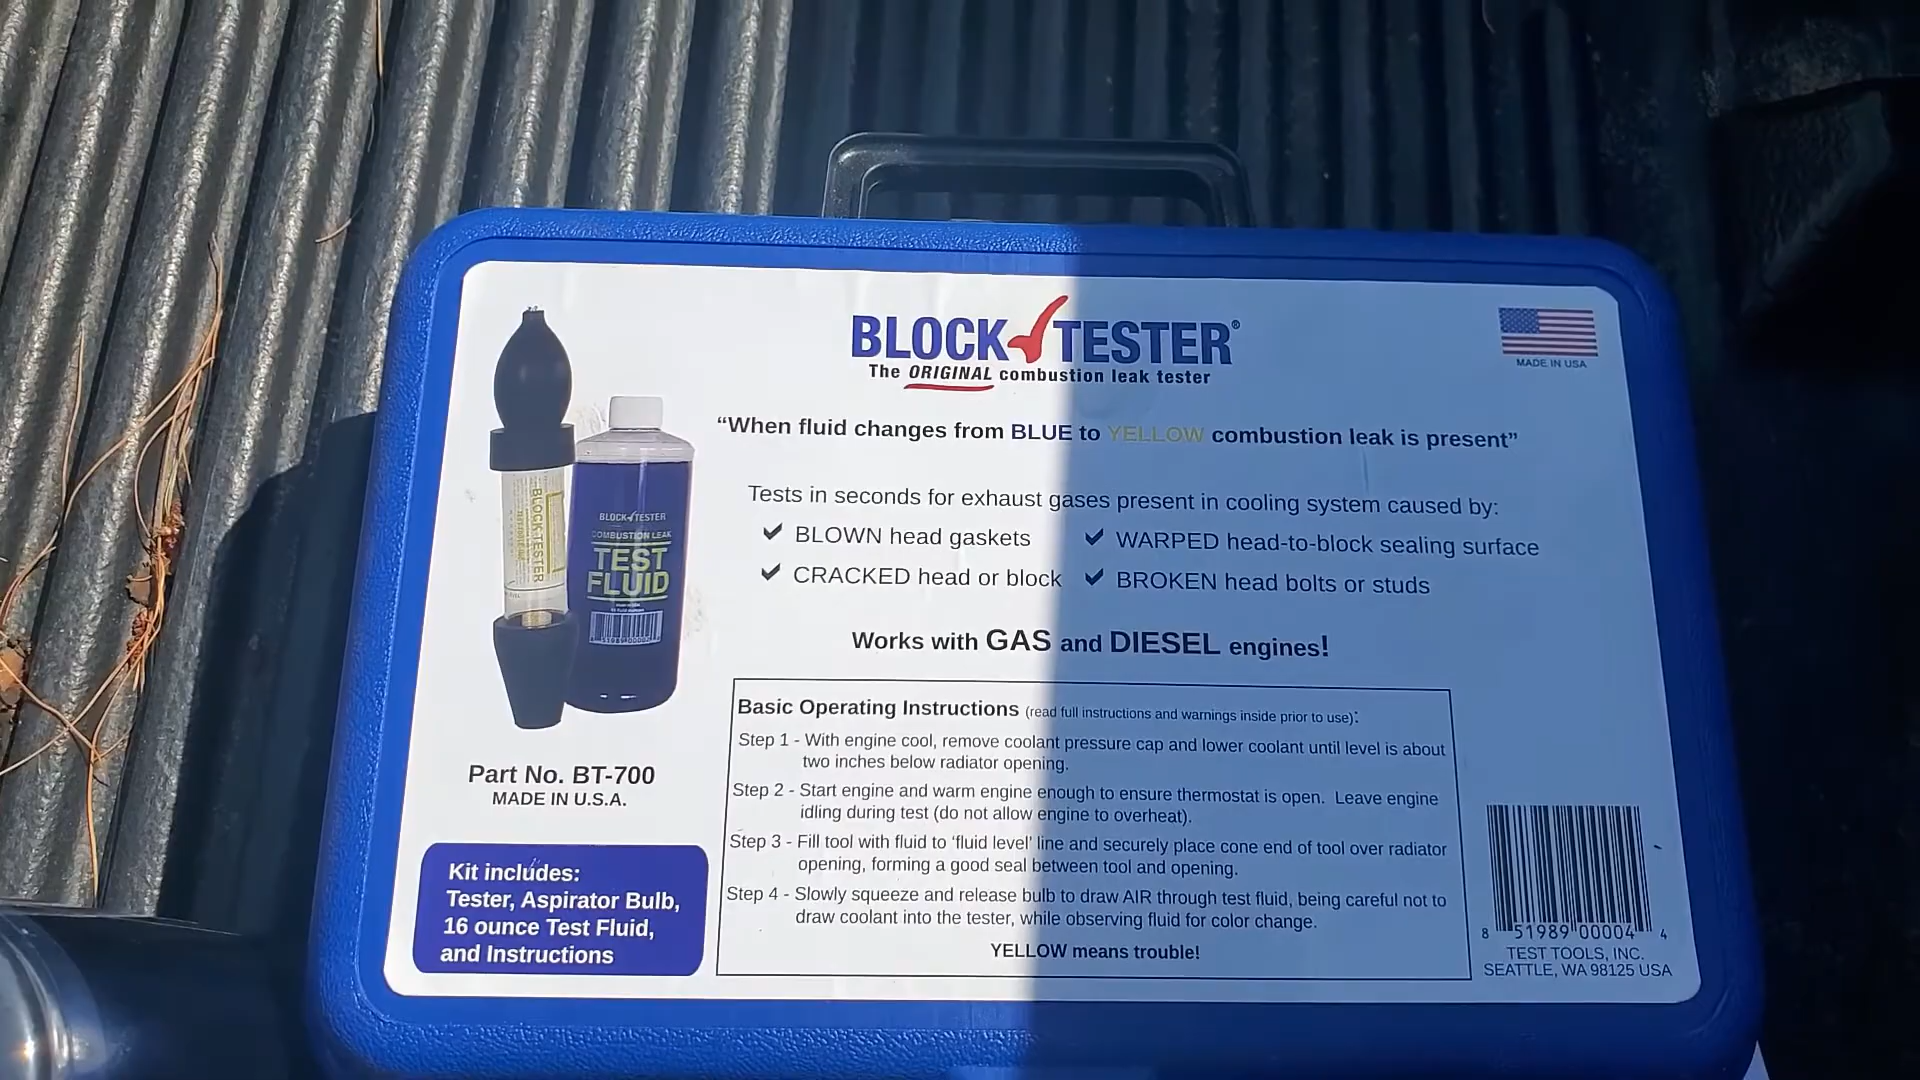 BLOCK TESTER®
The ORIGINAL combustion leak tester
MADE IN USA
“When fluid changes from BLUE to YELLOW combustion leak is present”
Tests in seconds for exhaust gases present in cooling system caused by:
✓ BLOWN head gaskets ✓ WARPED head-to-block sealing surface
✓ CRACKED head or block ✓ BROKEN head bolts or studs
Works with GAS and DIESEL engines!
BLOCK TESTER
BLOCK TESTER
COMBUSTION LEAK
TEST
FLUID
Part No. BT-700
MADE IN U.S.A.
Kit includes:
Tester, Aspirator Bulb,
16 ounce Test Fluid,
and Instructions
Basic Operating Instructions (read full instructions and warnings inside prior to use):
Step 1 - With engine cool, remove coolant pressure cap and lower coolant until level is about
two inches below radiator opening.
Step 2 - Start engine and warm engine enough to ensure thermostat is open. Leave engine
idling during test (do not allow engine to overheat).
Step 3 - Fill tool with fluid to ‘fluid level’ line and securely place cone end of tool over radiator
opening, forming a good seal between tool and opening.
Step 4 - Slowly squeeze and release bulb to draw AIR through test fluid, being careful not to
draw coolant into the tester, while observing fluid for color change.
YELLOW means trouble!
8 51989 00004 4
TEST TOOLS, INC.
SEATTLE, WA 98125 USA